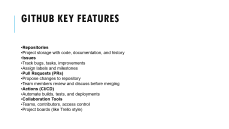 GITHUB KEY FEATURES
•Repositories
•Project storage with code, documentation, and history
•Issues
•Track bugs, tasks, improvements
•Assign labels and milestones
•Pull Requests (PRs)
•Propose changes to repository
•Team members review and discuss before merging
•Actions (CI/CD)
•Automate builds, tests, and deployments
•Collaboration Tools
•Teams, contributors, access control
•Project boards (like Trello style)